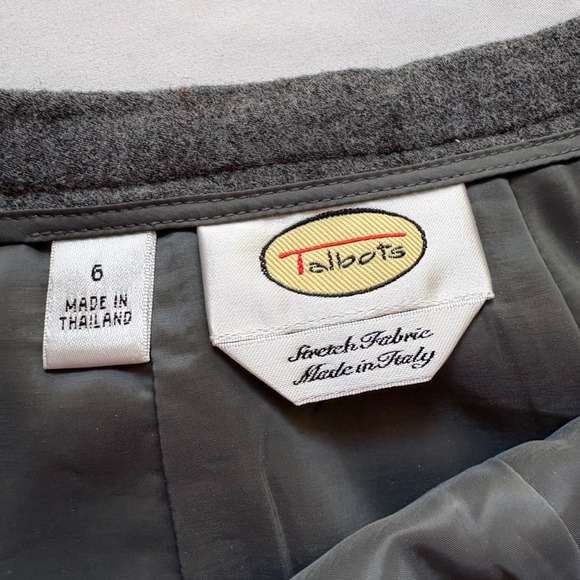 6
MADE IN
THAILAND
Talbots
Stretch Fabric
Made in Italy